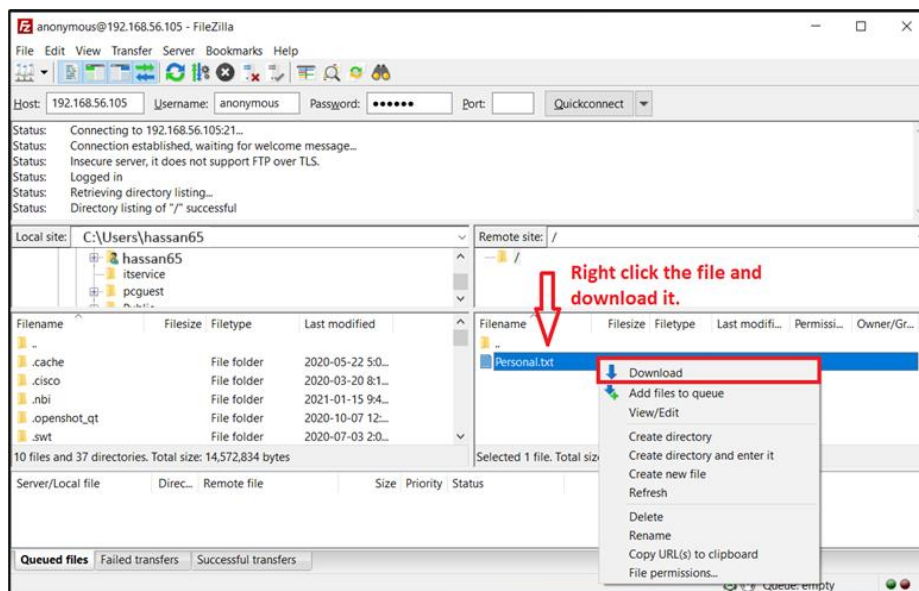 anonymous@192.168.56.105 - FileZilla
File Edit View Transfer Server Bookmarks Help
Host: 192.168.56.105 Username: anonymous Password: ●●●●●● Port: Quickconnect
Status: Connecting to 192.168.56.105:21...
Status: Connection established, waiting for welcome message...
Status: Insecure server, it does not support FTP over TLS.
Status: Logged in
Status: Retrieving directory listing...
Status: Directory listing of "/" successful
Local site: C:\Users\hassan65
hassan65
itservice
pcguest
Remote site: /
/
Right click the file and
download it.
Filename Filesize Filetype Last modified
..
.cache File folder 2020-05-22 5:0...
.cisco File folder 2020-03-20 8:1...
.nbi File folder 2021-01-15 9:4...
.openshot_qt File folder 2020-10-07 12:...
.swt File folder 2020-07-03 2:0...
10 files and 37 directories. Total size: 14,572,834 bytes
Filename Filesize Filetype Last modifi... Permissi... Owner/Gr...
..
Personal.txt
Selected 1 file. Total size
Download
Add files to queue
View/Edit
Create directory
Create directory and enter it
Create new file
Refresh
Delete
Rename
Copy URL(s) to clipboard
File permissions...
Server/Local file Direc... Remote file Size Priority Status
Queued files Failed transfers Successful transfers
Queue: empty